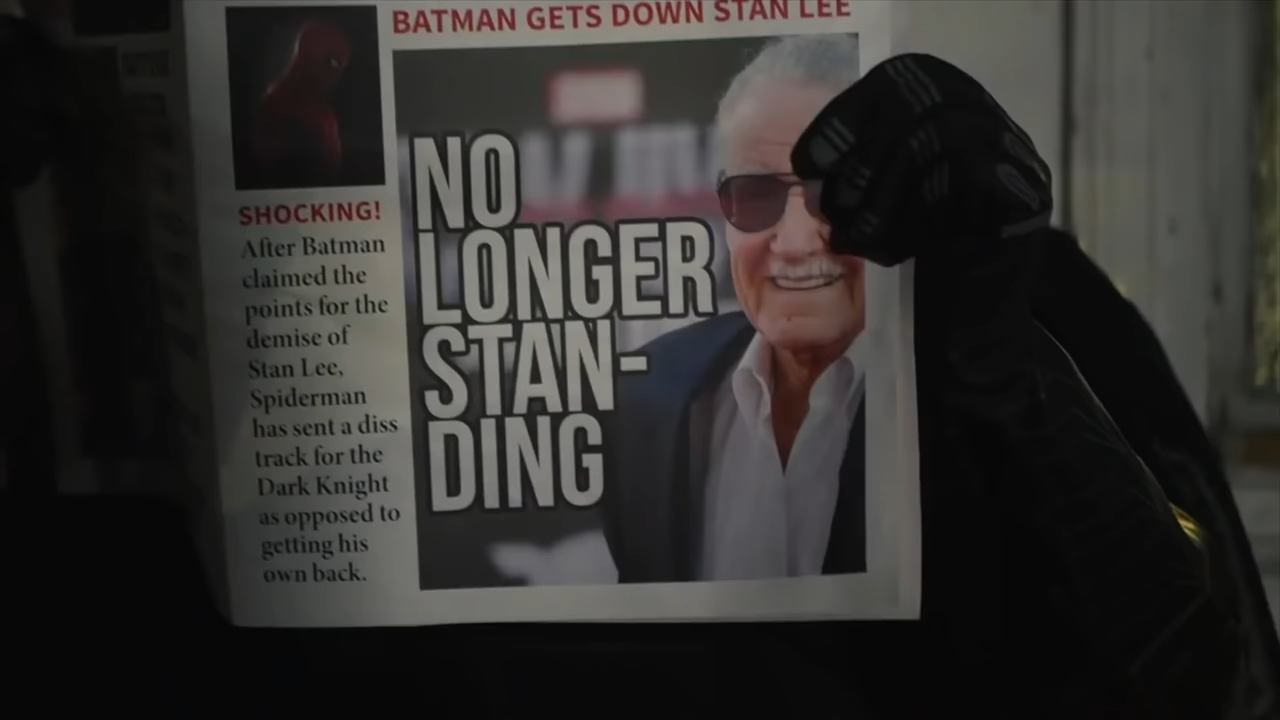 BATMAN GETS DOWN STAN LEE
SHOCKING!
After Batman
claimed the
points for the
demise of
Stan Lee,
Spiderman
has sent a diss
track for the
Dark Knight
as opposed to
getting his
own back.
NO
LONGER
STAN-
DING